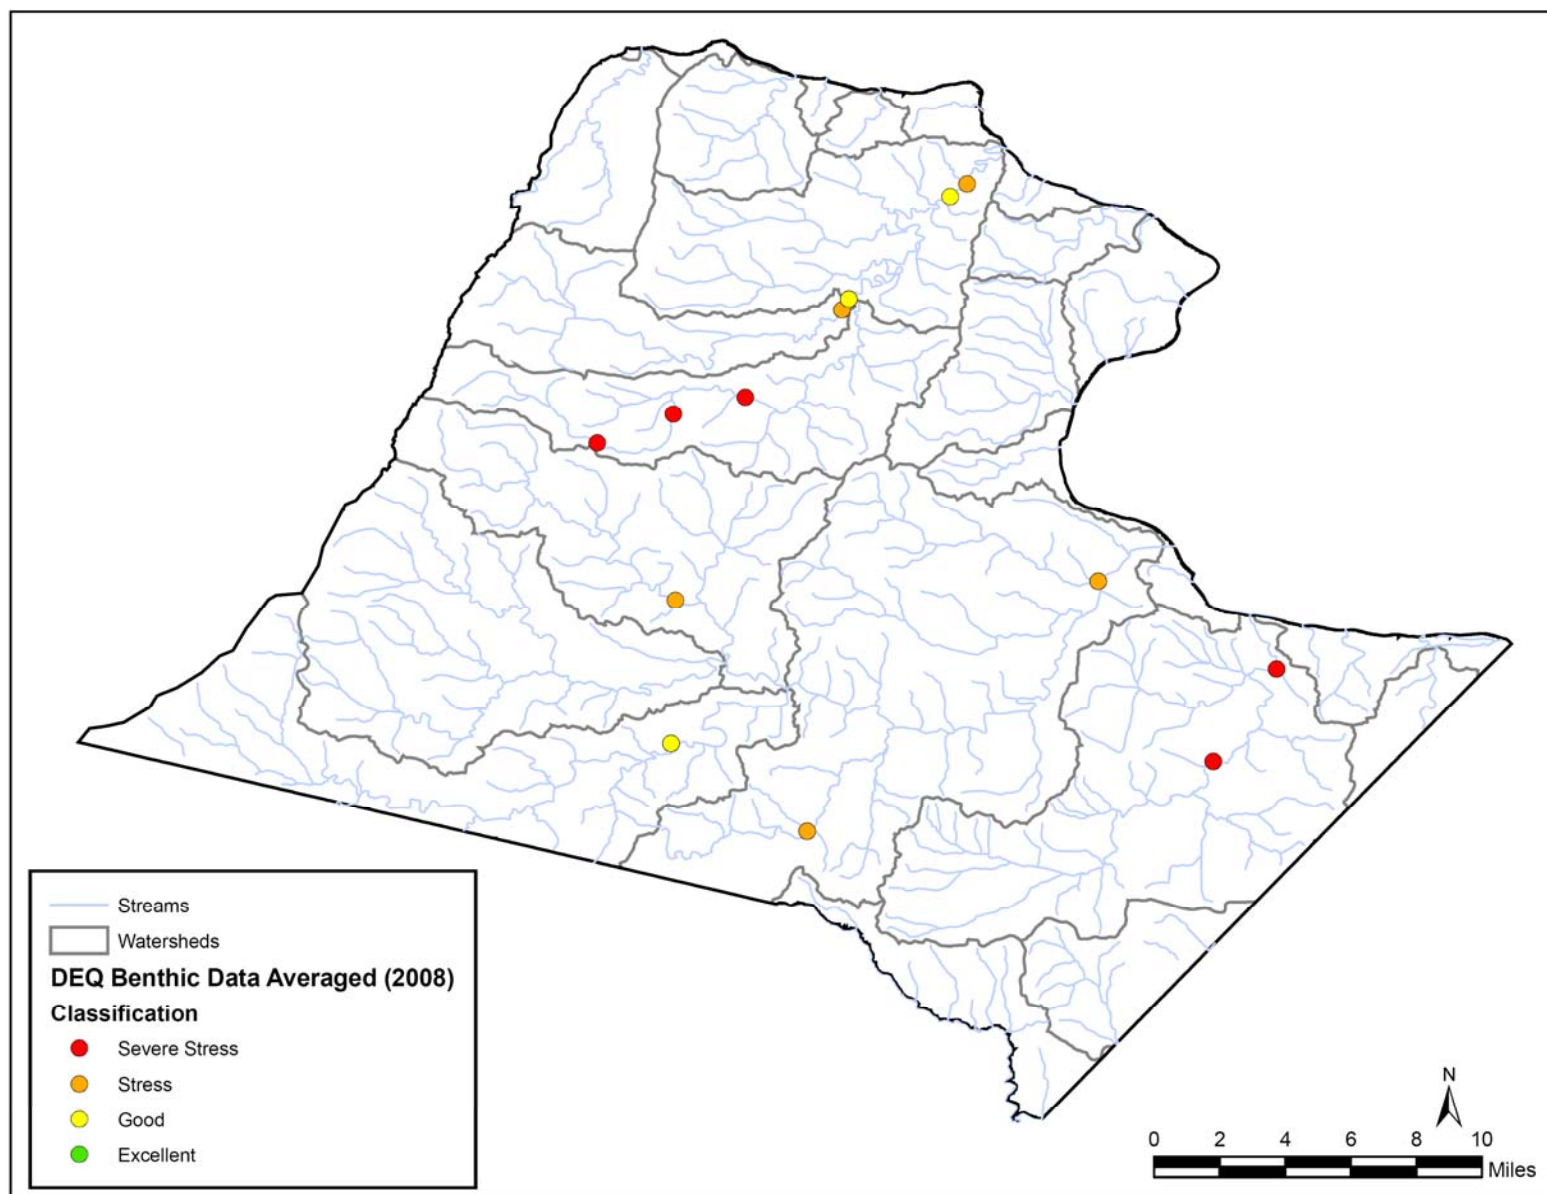 Streams
Watersheds
DEQ Benthic Data Averaged (2008)
Classification
Severe Stress
Stress
Good
Excellent
N
0 2 4 6 8 10
Miles